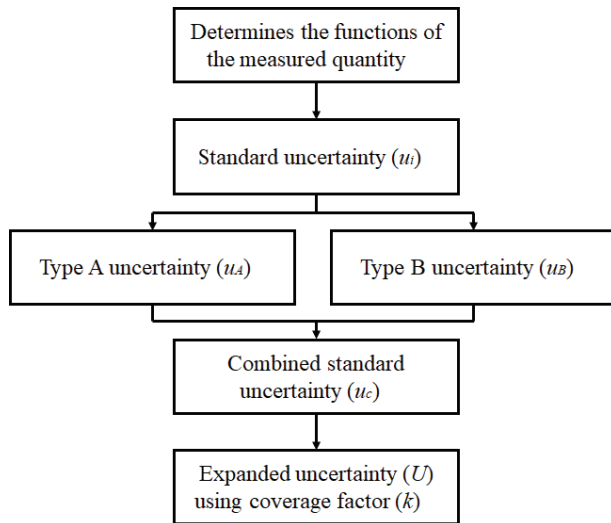 Determines the functions of
the measured quantity
Standard uncertainty (ui)
Type A uncertainty (uA)
Type B uncertainty (uB)
Combined standard
uncertainty (uc)
Expanded uncertainty (U)
using coverage factor (k)